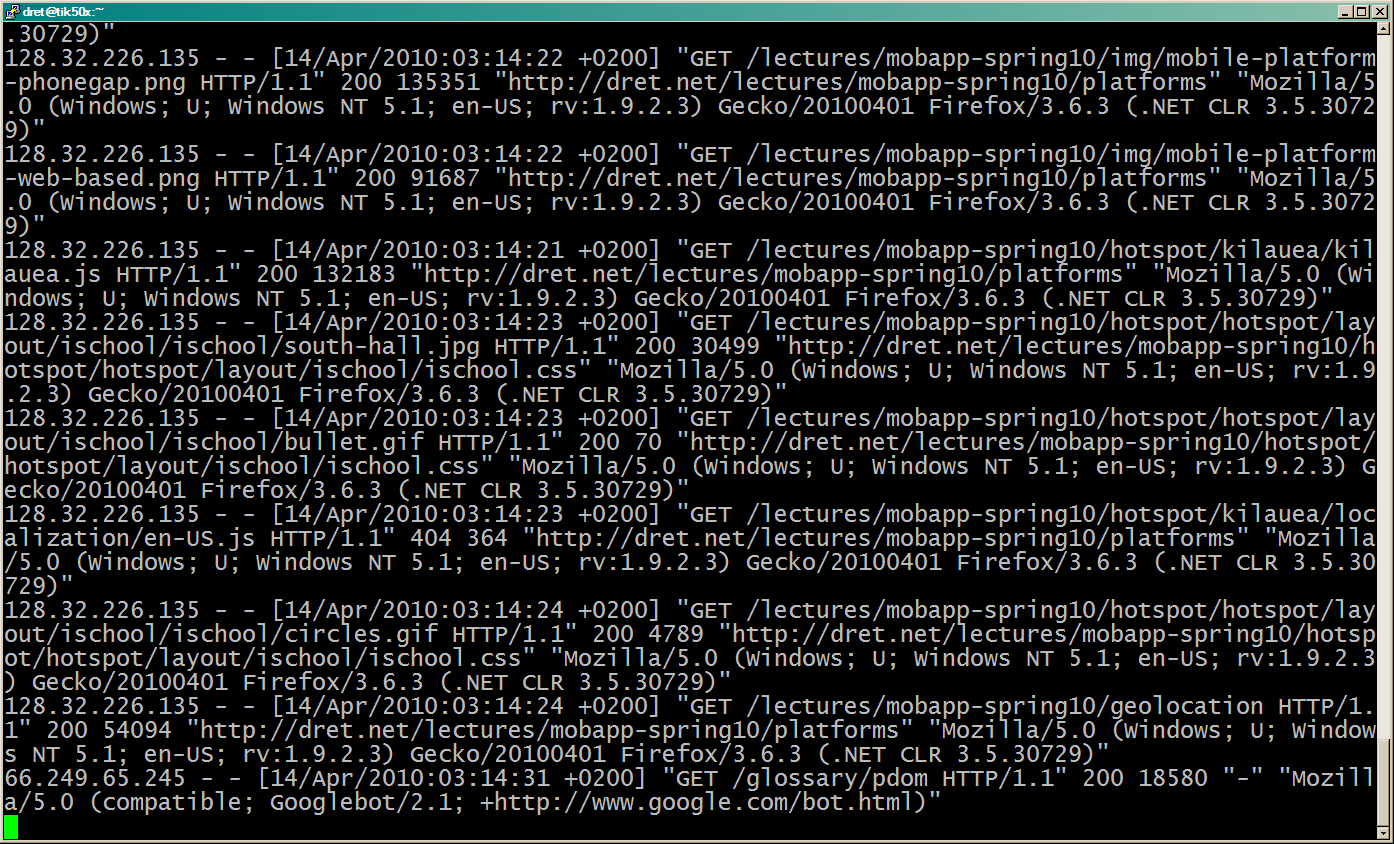 dret@tik50x:~
.30729)"
128.32.226.135 - - [14/Apr/2010:03:14:22 +0200] "GET /lectures/mobapp-spring10/img/mobile-platform
-phonegap.png HTTP/1.1" 200 135351 "http://dret.net/lectures/mobapp-spring10/platforms" "Mozilla/5
.0 (Windows; U; Windows NT 5.1; en-US; rv:1.9.2.3) Gecko/20100401 Firefox/3.6.3 (.NET CLR 3.5.3072
9)"
128.32.226.135 - - [14/Apr/2010:03:14:22 +0200] "GET /lectures/mobapp-spring10/img/mobile-platform
-web-based.png HTTP/1.1" 200 91687 "http://dret.net/lectures/mobapp-spring10/platforms" "Mozilla/5
.0 (Windows; U; Windows NT 5.1; en-US; rv:1.9.2.3) Gecko/20100401 Firefox/3.6.3 (.NET CLR 3.5.3072
9)"
128.32.226.135 - - [14/Apr/2010:03:14:21 +0200] "GET /lectures/mobapp-spring10/hotspot/kilauea/kil
auea.js HTTP/1.1" 200 132183 "http://dret.net/lectures/mobapp-spring10/platforms" "Mozilla/5.0 (Wi
ndows; U; Windows NT 5.1; en-US; rv:1.9.2.3) Gecko/20100401 Firefox/3.6.3 (.NET CLR 3.5.30729)"
128.32.226.135 - - [14/Apr/2010:03:14:23 +0200] "GET /lectures/mobapp-spring10/hotspot/hotspot/lay
out/ischool/ischool/south-hall.jpg HTTP/1.1" 200 30499 "http://dret.net/lectures/mobapp-spring10/h
otspot/hotspot/layout/ischool/ischool.css" "Mozilla/5.0 (Windows; U; Windows NT 5.1; en-US; rv:1.9
.2.3) Gecko/20100401 Firefox/3.6.3 (.NET CLR 3.5.30729)"
128.32.226.135 - - [14/Apr/2010:03:14:23 +0200] "GET /lectures/mobapp-spring10/hotspot/hotspot/lay
out/ischool/ischool/bullet.gif HTTP/1.1" 200 70 "http://dret.net/lectures/mobapp-spring10/hotspot/
hotspot/layout/ischool/ischool.css" "Mozilla/5.0 (Windows; U; Windows NT 5.1; en-US; rv:1.9.2.3) G
ecko/20100401 Firefox/3.6.3 (.NET CLR 3.5.30729)"
128.32.226.135 - - [14/Apr/2010:03:14:23 +0200] "GET /lectures/mobapp-spring10/hotspot/kilauea/loc
alization/en-US.js HTTP/1.1" 404 364 "http://dret.net/lectures/mobapp-spring10/platforms" "Mozilla
/5.0 (Windows; U; Windows NT 5.1; en-US; rv:1.9.2.3) Gecko/20100401 Firefox/3.6.3 (.NET CLR 3.5.30
729)"
128.32.226.135 - - [14/Apr/2010:03:14:24 +0200] "GET /lectures/mobapp-spring10/hotspot/hotspot/lay
out/ischool/ischool/circles.gif HTTP/1.1" 200 4789 "http://dret.net/lectures/mobapp-spring10/hotsp
ot/hotspot/layout/ischool/ischool.css" "Mozilla/5.0 (Windows; U; Windows NT 5.1; en-US; rv:1.9.2.3
) Gecko/20100401 Firefox/3.6.3 (.NET CLR 3.5.30729)"
128.32.226.135 - - [14/Apr/2010:03:14:24 +0200] "GET /lectures/mobapp-spring10/geolocation HTTP/1.
1" 200 54094 "http://dret.net/lectures/mobapp-spring10/platforms" "Mozilla/5.0 (Windows; U; Window
s NT 5.1; en-US; rv:1.9.2.3) Gecko/20100401 Firefox/3.6.3 (.NET CLR 3.5.30729)"
66.249.65.245 - - [14/Apr/2010:03:14:31 +0200] "GET /glossary/pdom HTTP/1.1" 200 18580 "-" "Mozill
a/5.0 (compatible; Googlebot/2.1; +http://www.google.com/bot.html)"